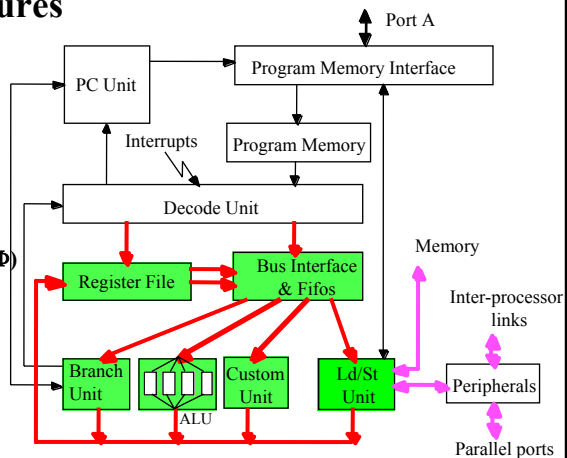 ures
Port A
PC Unit
Program Memory Interface
Interrupts
Program Memory
Decode Unit
Φ)
Memory
Register File
Bus Interface
& Fifos
Inter-processor
links
Branch
Unit
ALU
Custom
Unit
Ld/St
Unit
Peripherals
Parallel ports